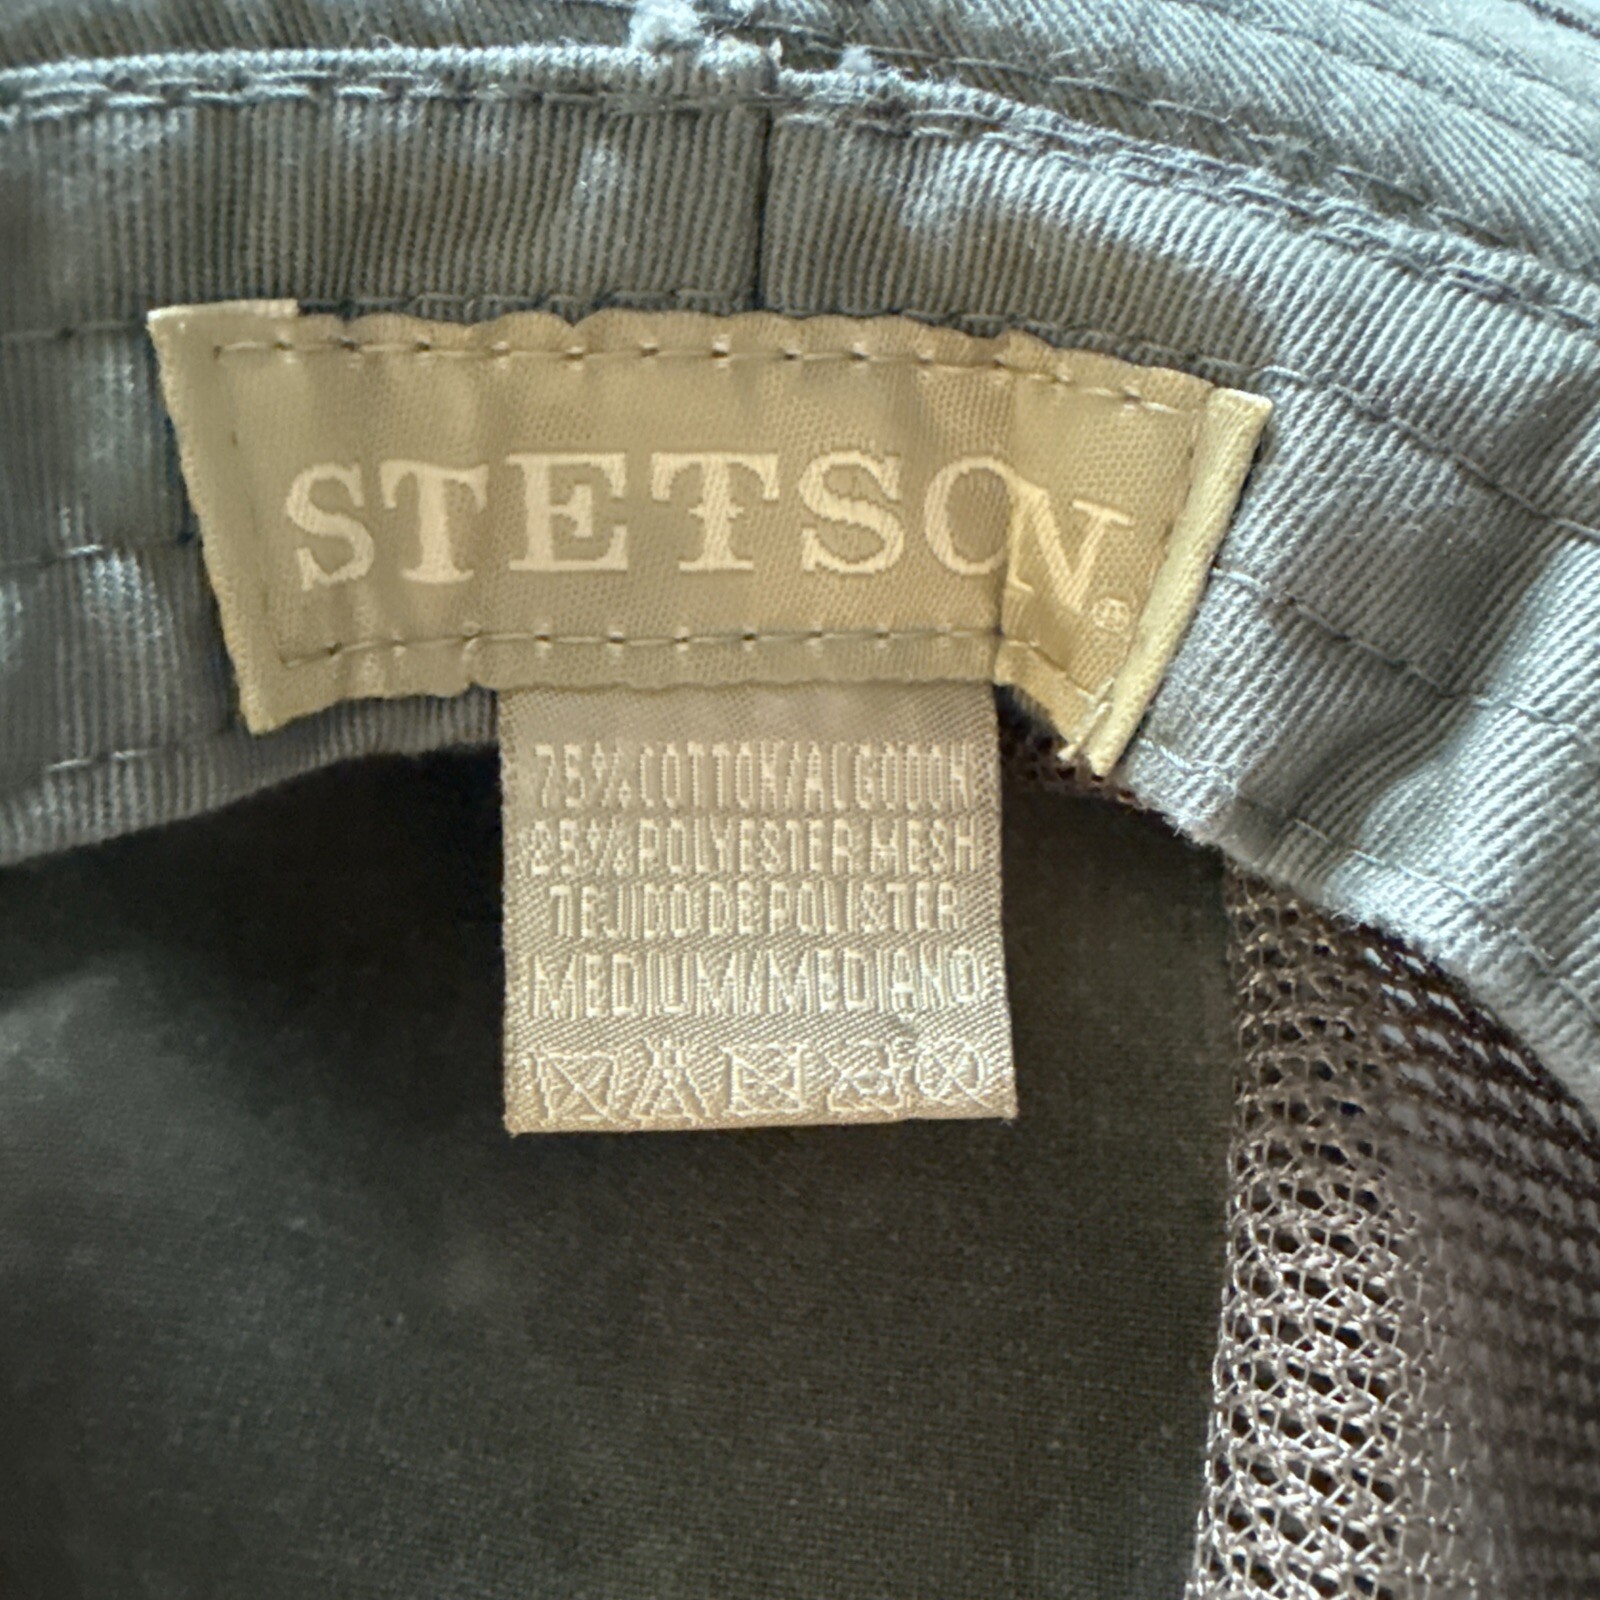 STETSON®
75% COTTON/ALGODON
25% POLYESTER MESH
TEJIDO DE POLISTER
MEDIUM/MEDIANO